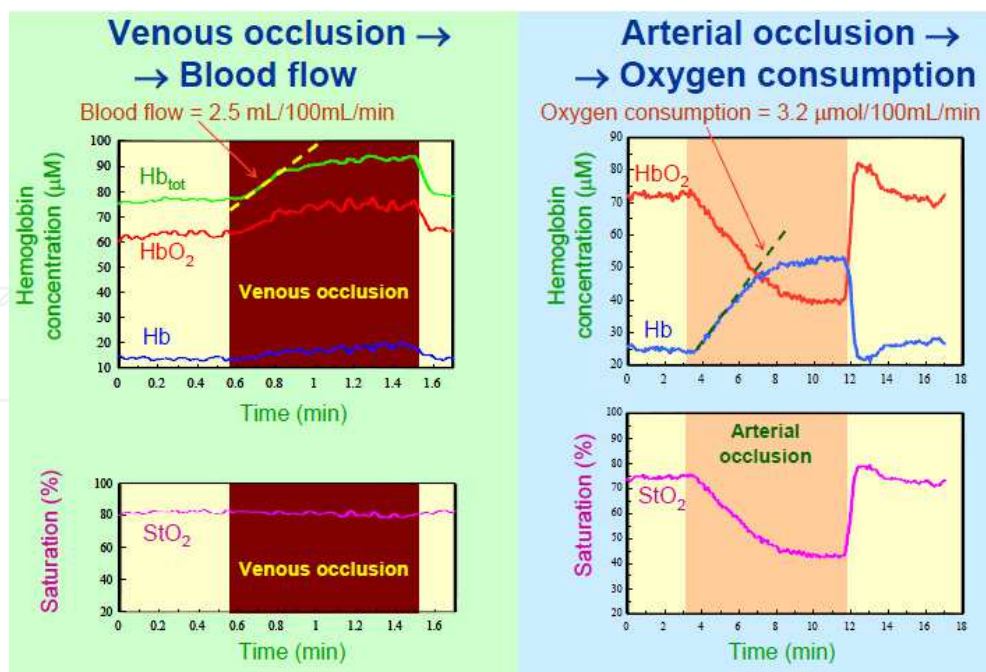 Venous occlusion →
→ Blood flow
Blood flow = 2.5 mL/100mL/min
Hemoglobin
concentration (μM)
100
90
80
70
60
50
40
30
20
10
Hb_tot
HbO₂
Hb
Venous occlusion
0 0.2 0.4 0.6 0.8 1 1.2 1.4 1.6
Time (min)
Saturation (%)
100
80
60
40
20
StO₂
Venous occlusion
0 0.2 0.4 0.6 0.8 1 1.2 1.4 1.6
Time (min)
Arterial occlusion →
→ Oxygen consumption
Oxygen consumption = 3.2 μmol/100mL/min
Hemoglobin
concentration (μM)
90
80
70
60
50
40
30
20
HbO₂
Hb
0 2 4 6 8 10 12 14 16 18
Saturation (%)
100
90
80
70
60
50
40
30
20
Arterial
occlusion
StO₂
0 2 4 6 8 10 12 14 16 18
Time (min)